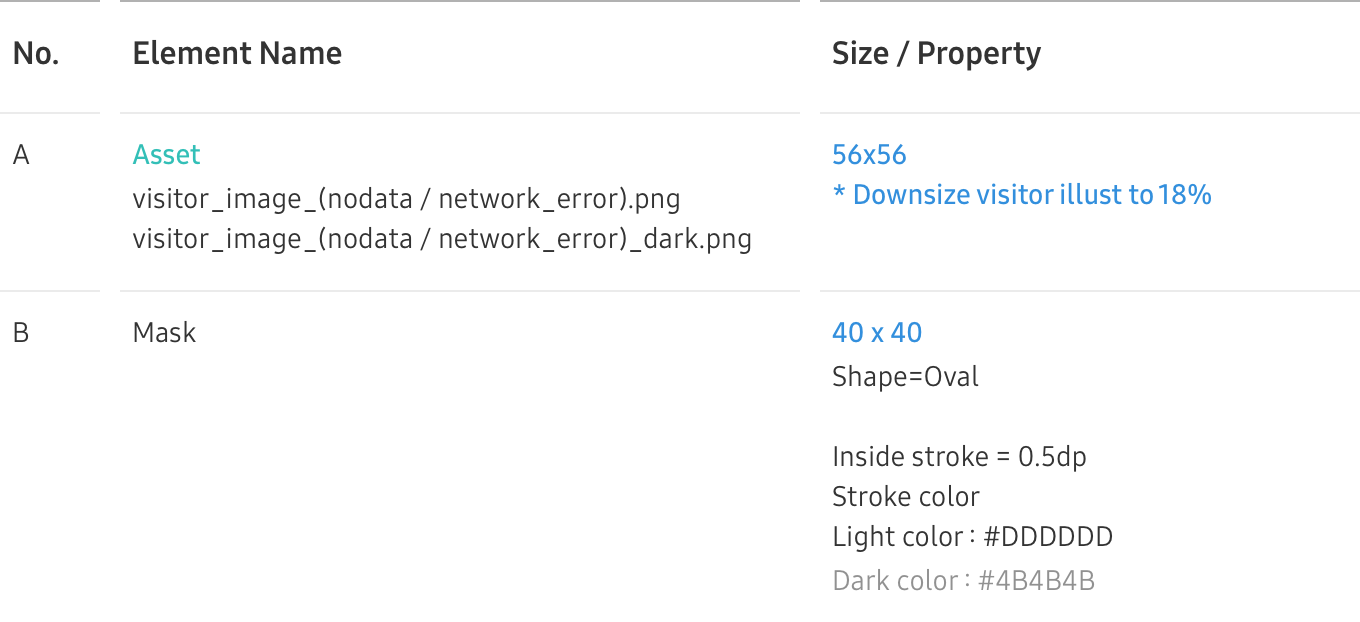 No.
Element Name
Size / Property
A
Asset
visitor_image_(nodata / network_error).png
visitor_image_(nodata / network_error)_dark.png
56x56
* Downsize visitor illust to 18%
B
Mask
40 x 40
Shape=Oval
Inside stroke = 0.5dp
Stroke color
Light color : #DDDDDD
Dark color : #4B4B4B